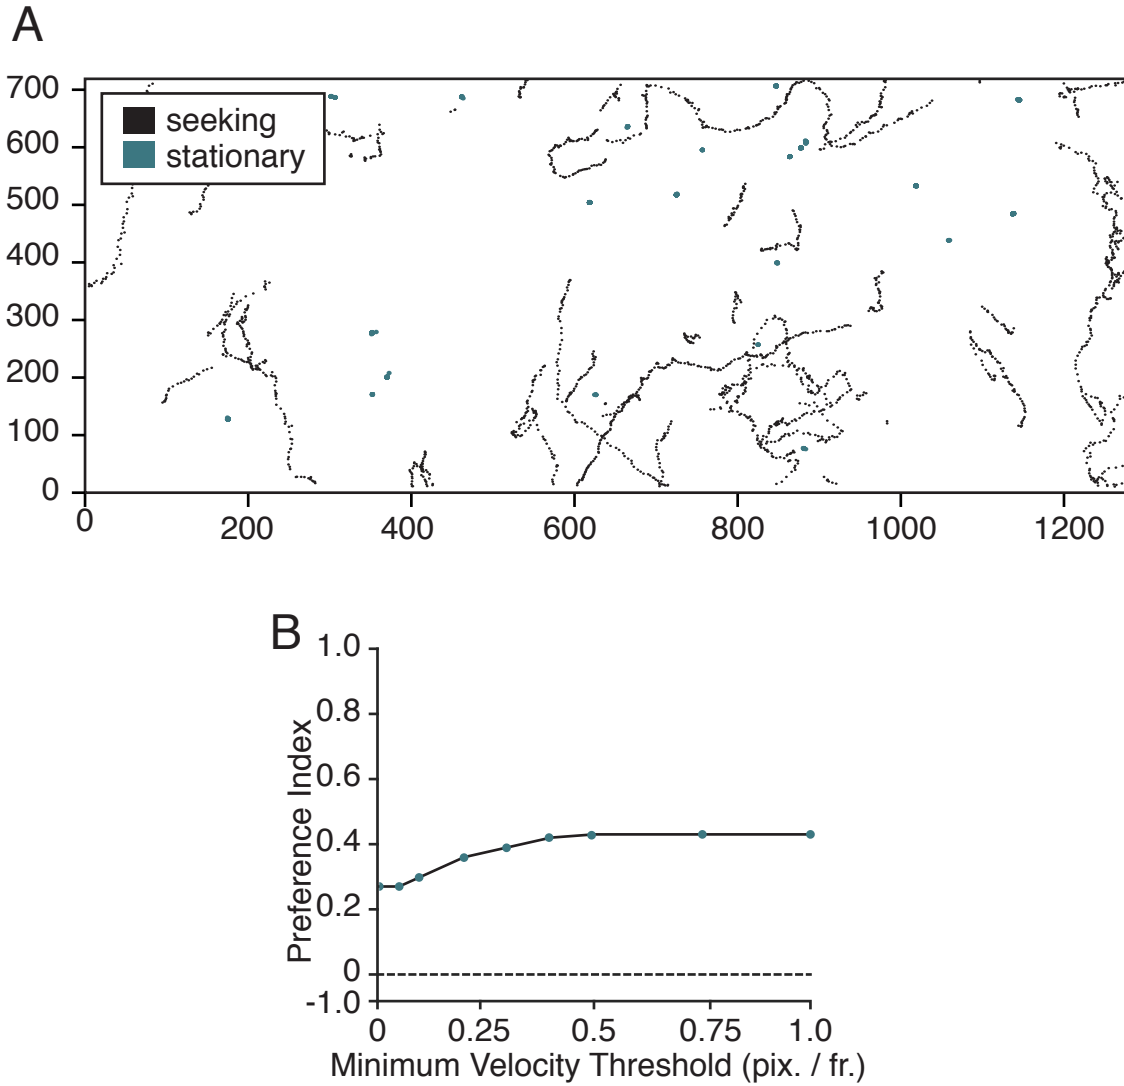 A
700
600
500
400
300
200
100
0
seeking
stationary
0 200 400 600 800 1000 1200
B
Preference Index
1.0
0.8
0.6
0.4
0.2
0
-1.0
0 0.25 0.5 0.75 1.0
Minimum Velocity Threshold (pix. / fr.)